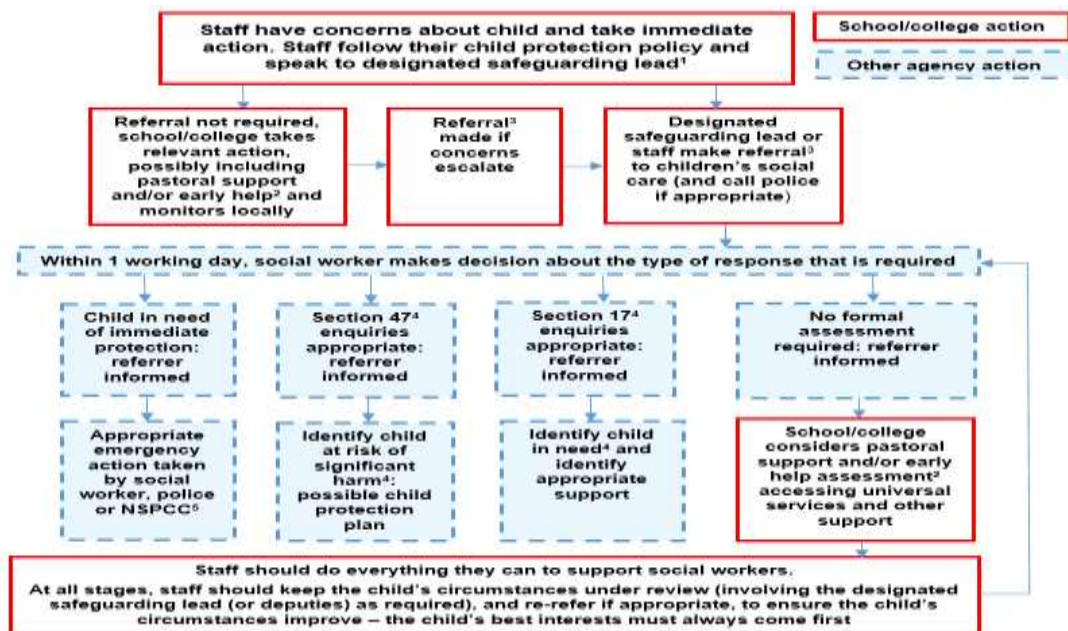 Staff have concerns about child and take immediate
action. Staff follow their child protection policy and
speak to designated safeguarding lead¹
School/college action
Other agency action
Referral not required,
school/college takes
relevant action,
possibly including
pastoral support
and/or early help² and
monitors locally
Referral³
made if
concerns
escalate
Designated
safeguarding lead or
staff make referral³
to children’s social
care (and call police
if appropriate)
Within 1 working day, social worker makes decision about the type of response that is required
Child in need
of immediate
protection:
referrer
informed
Section 47⁴
enquiries
appropriate:
referrer
informed
Section 17⁴
enquiries
appropriate:
referrer
informed
No formal
assessment
required: referrer
informed
Appropriate
emergency
action taken
by social
worker, police
or NSPCC⁵
Identify child
at risk of
significant
harm⁴:
possible child
protection
plan
Identify child
in need⁴ and
identify
appropriate
support
School/college
considers pastoral
support and/or early
help assessment²
accessing universal
services and other
support
Staff should do everything they can to support social workers.
At all stages, staff should keep the child’s circumstances under review (involving the designated
safeguarding lead (or deputies) as required), and re-refer if appropriate, to ensure the child’s
circumstances improve – the child’s best interests must always come first